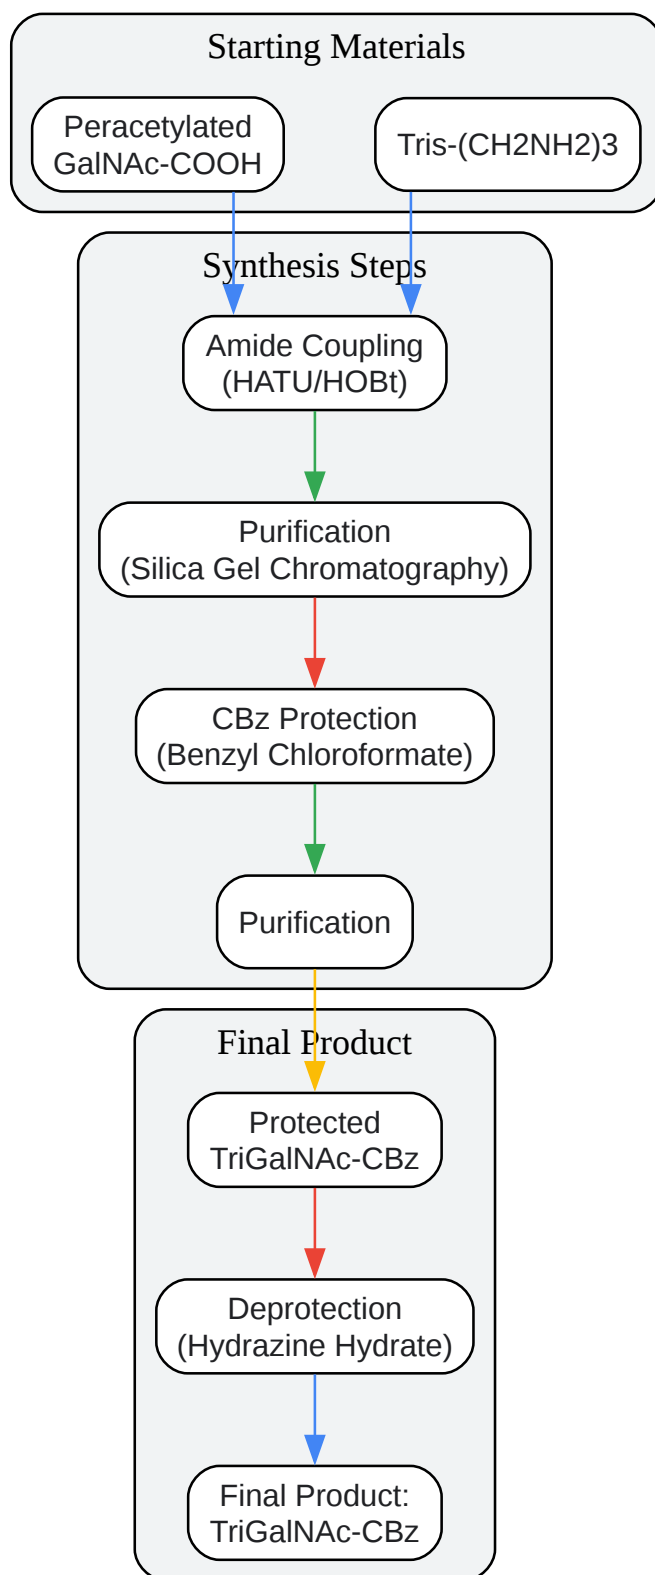 Starting Materials
Peracetylated
GalNAc-COOH
Tris-(CH2NH2)3
Synthesis Steps
Amide Coupling
(HATU/HOBt)
Purification
(Silica Gel Chromatography)
CBz Protection
(Benzyl Chloroformate)
Purification
Final Product
Protected
TriGalNAc-CBz
Deprotection
(Hydrazine Hydrate)
Final Product:
TriGalNAc-CBz